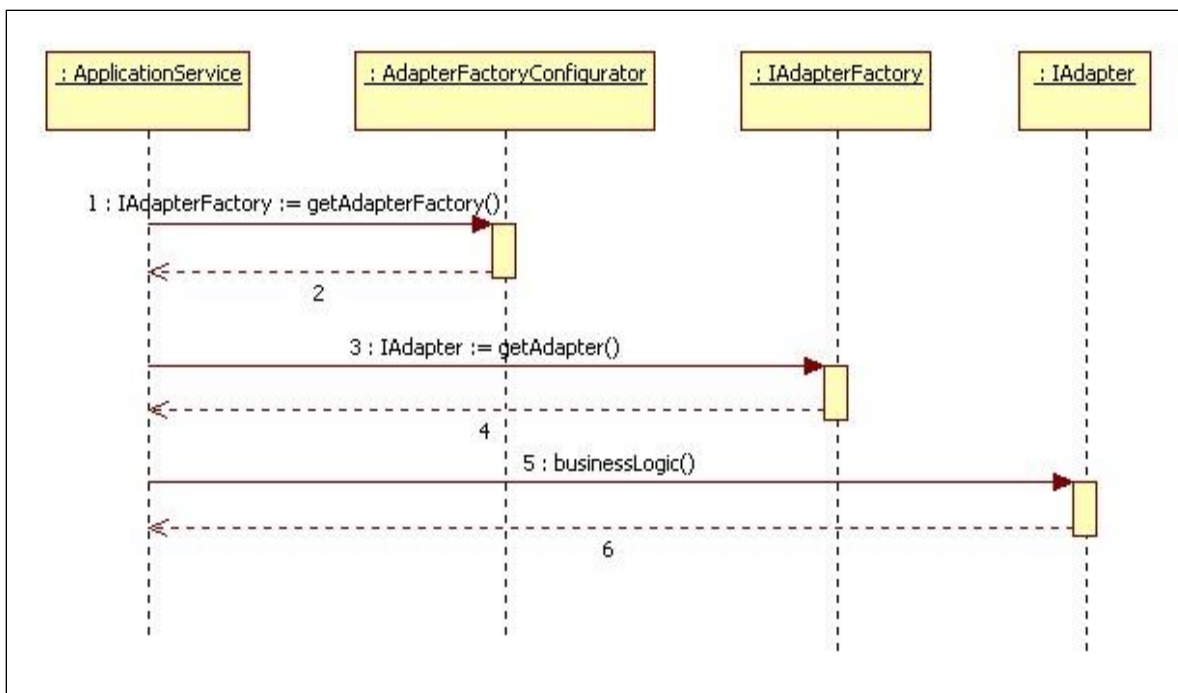 : ApplicationService
: AdapterFactoryConfigurator
: IAdapterFactory
: IAdapter
1 : IAdapterFactory := getAdapterFactory()
2
3 : IAdapter := getAdapter()
4
5 : businessLogic()
6